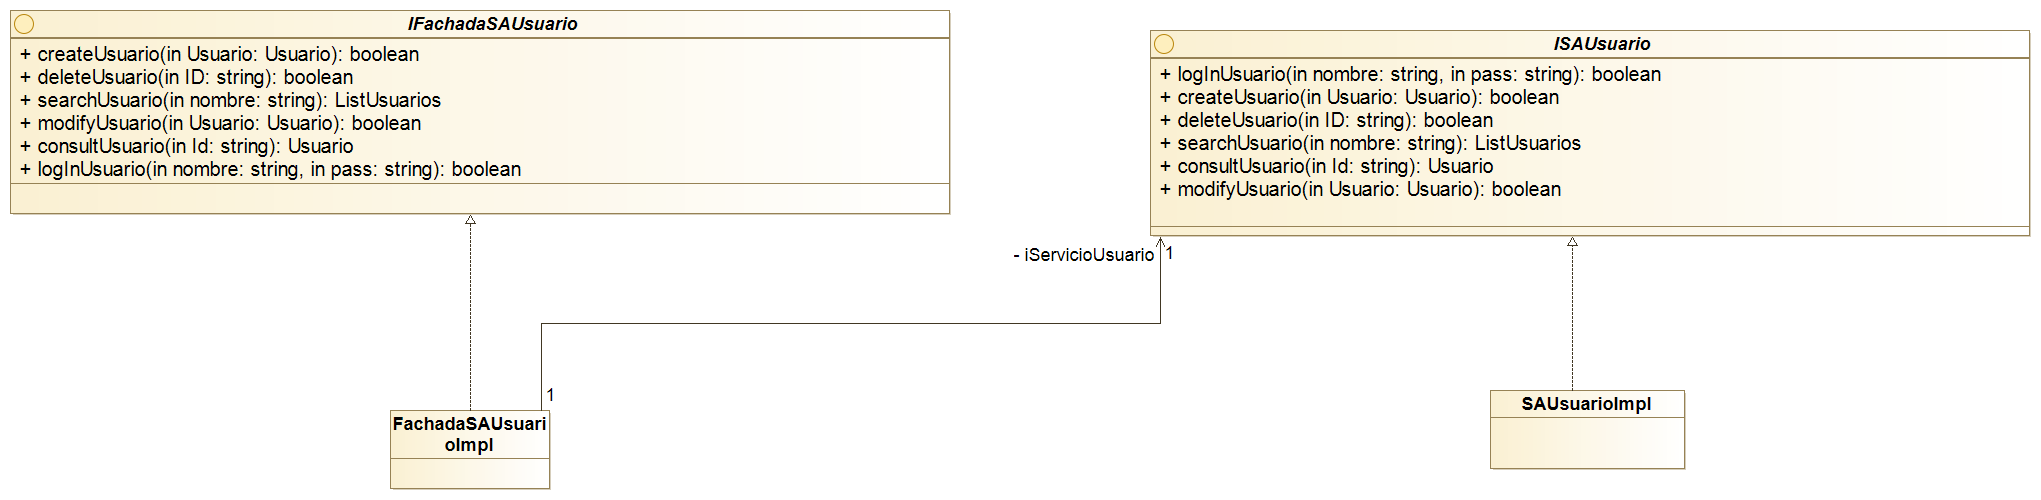 IFachadaSAUsuario
+ createUsuario(in Usuario: Usuario): boolean
+ deleteUsuario(in ID: string): boolean
+ searchUsuario(in nombre: string): ListUsuarios
+ modifyUsuario(in Usuario: Usuario): boolean
+ consultUsuario(in Id: string): Usuario
+ logInUsuario(in nombre: string, in pass: string): boolean
ISAUsuario
+ logInUsuario(in nombre: string, in pass: string): boolean
+ createUsuario(in Usuario: Usuario): boolean
+ deleteUsuario(in ID: string): boolean
+ searchUsuario(in nombre: string): ListUsuarios
+ consultUsuario(in Id: string): Usuario
+ modifyUsuario(in Usuario: Usuario): boolean
- iServicioUsuario
1
1
FachadaSAUsuari
oImpl
SAUsuarioImpl